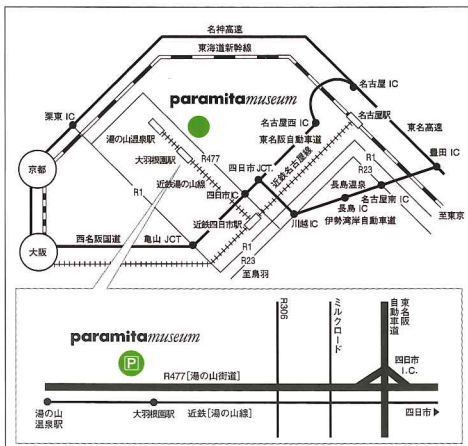 名神高速
東海道新幹線
栗東 IC
paramitamuseum
名古屋 IC
名古屋駅
名古屋西 IC
東名阪自動車道
東名高速
湯の山温泉駅
R477
大羽根園駅
四日市 JCT.
近鉄名古屋線
R1
R23
豊田 IC
京都
R1
近鉄湯の山線
四日市 IC
長島温泉
名古屋南 IC
長島 IC
伊勢湾岸自動車道
至東京
近鉄四日市駅
川越 IC
大阪
西名阪国道
亀山 JCT
R1
R23
至鳥羽
paramitamuseum
P
R306
ミルクロード
東名阪
自動車道
四日市
I.C.
R477[湯の山街道]
湯の山
温泉駅
大羽根園駅
近鉄[湯の山線]
四日市▶